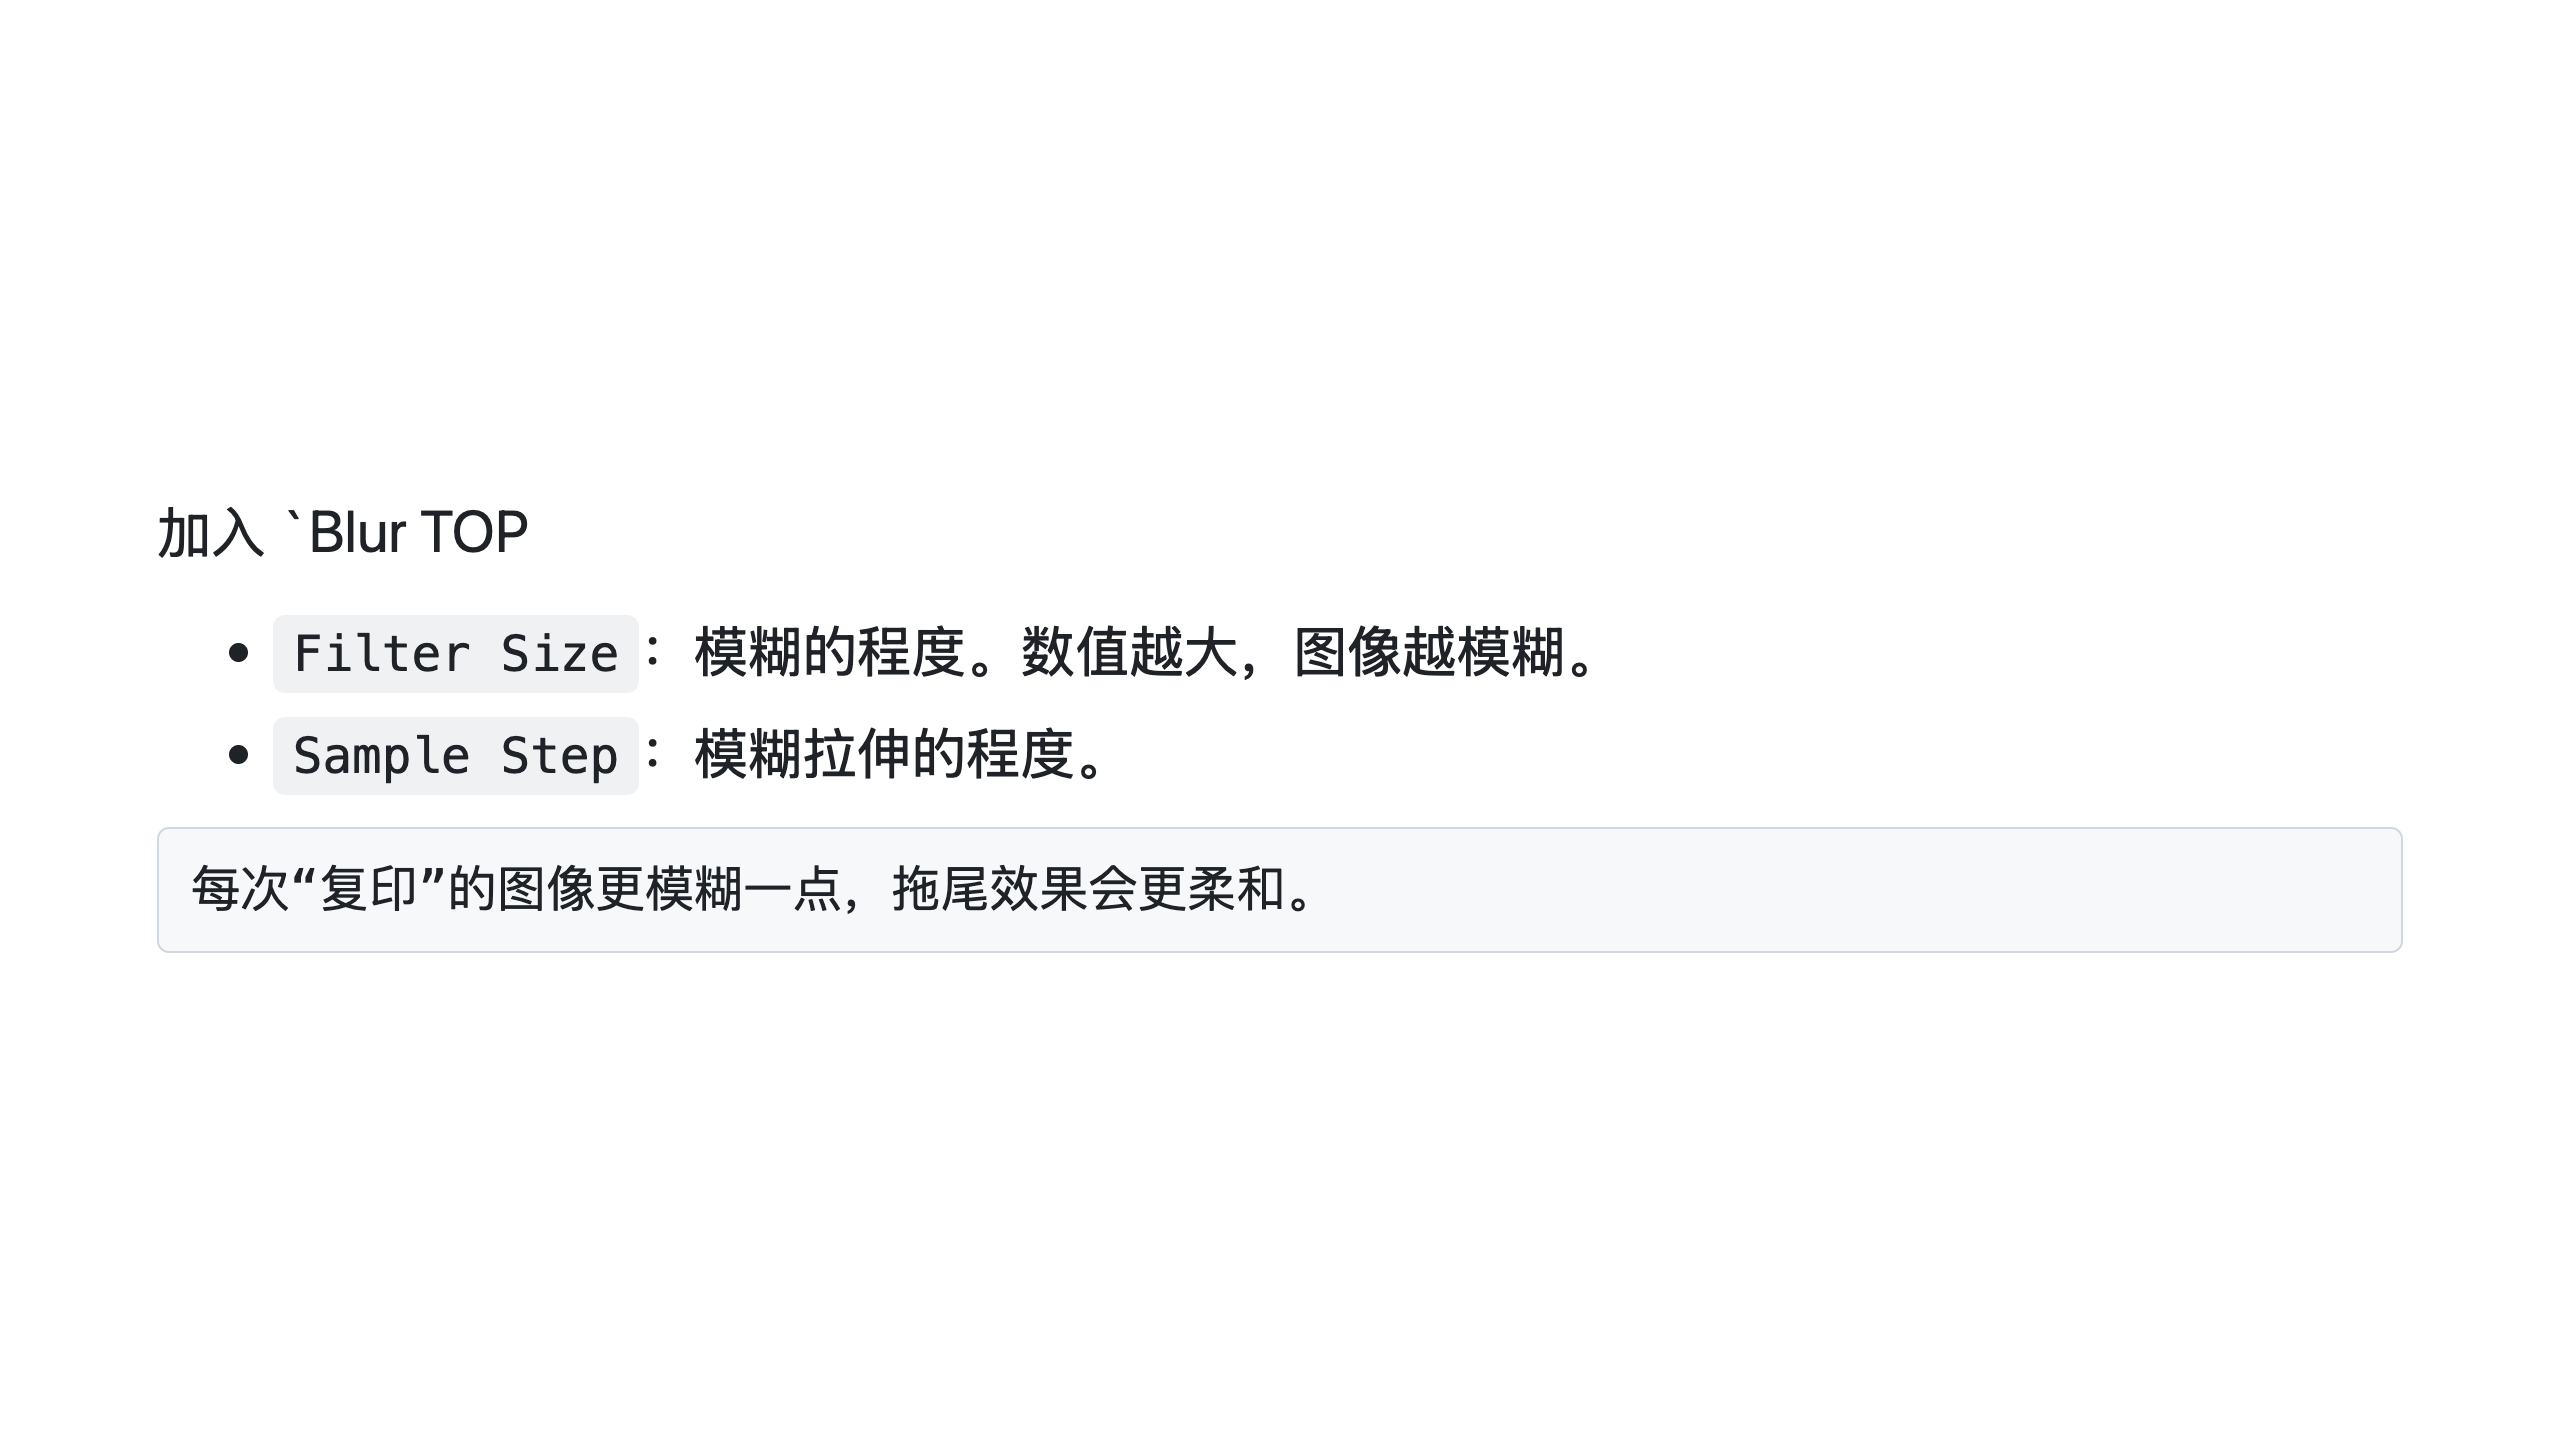 加入 `Blur TOP
• Filter Size：模糊的程度。数值越大，图像越模糊。
• Sample Step：模糊拉伸的程度。
每次“复印”的图像更模糊一点，拖尾效果会更柔和。